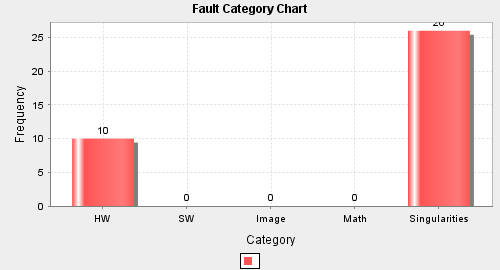 Fault Category Chart
Frequency
25
20
15
10
5
0
10
0
0
0
HW
SW
Image
Math
Singularities
Category